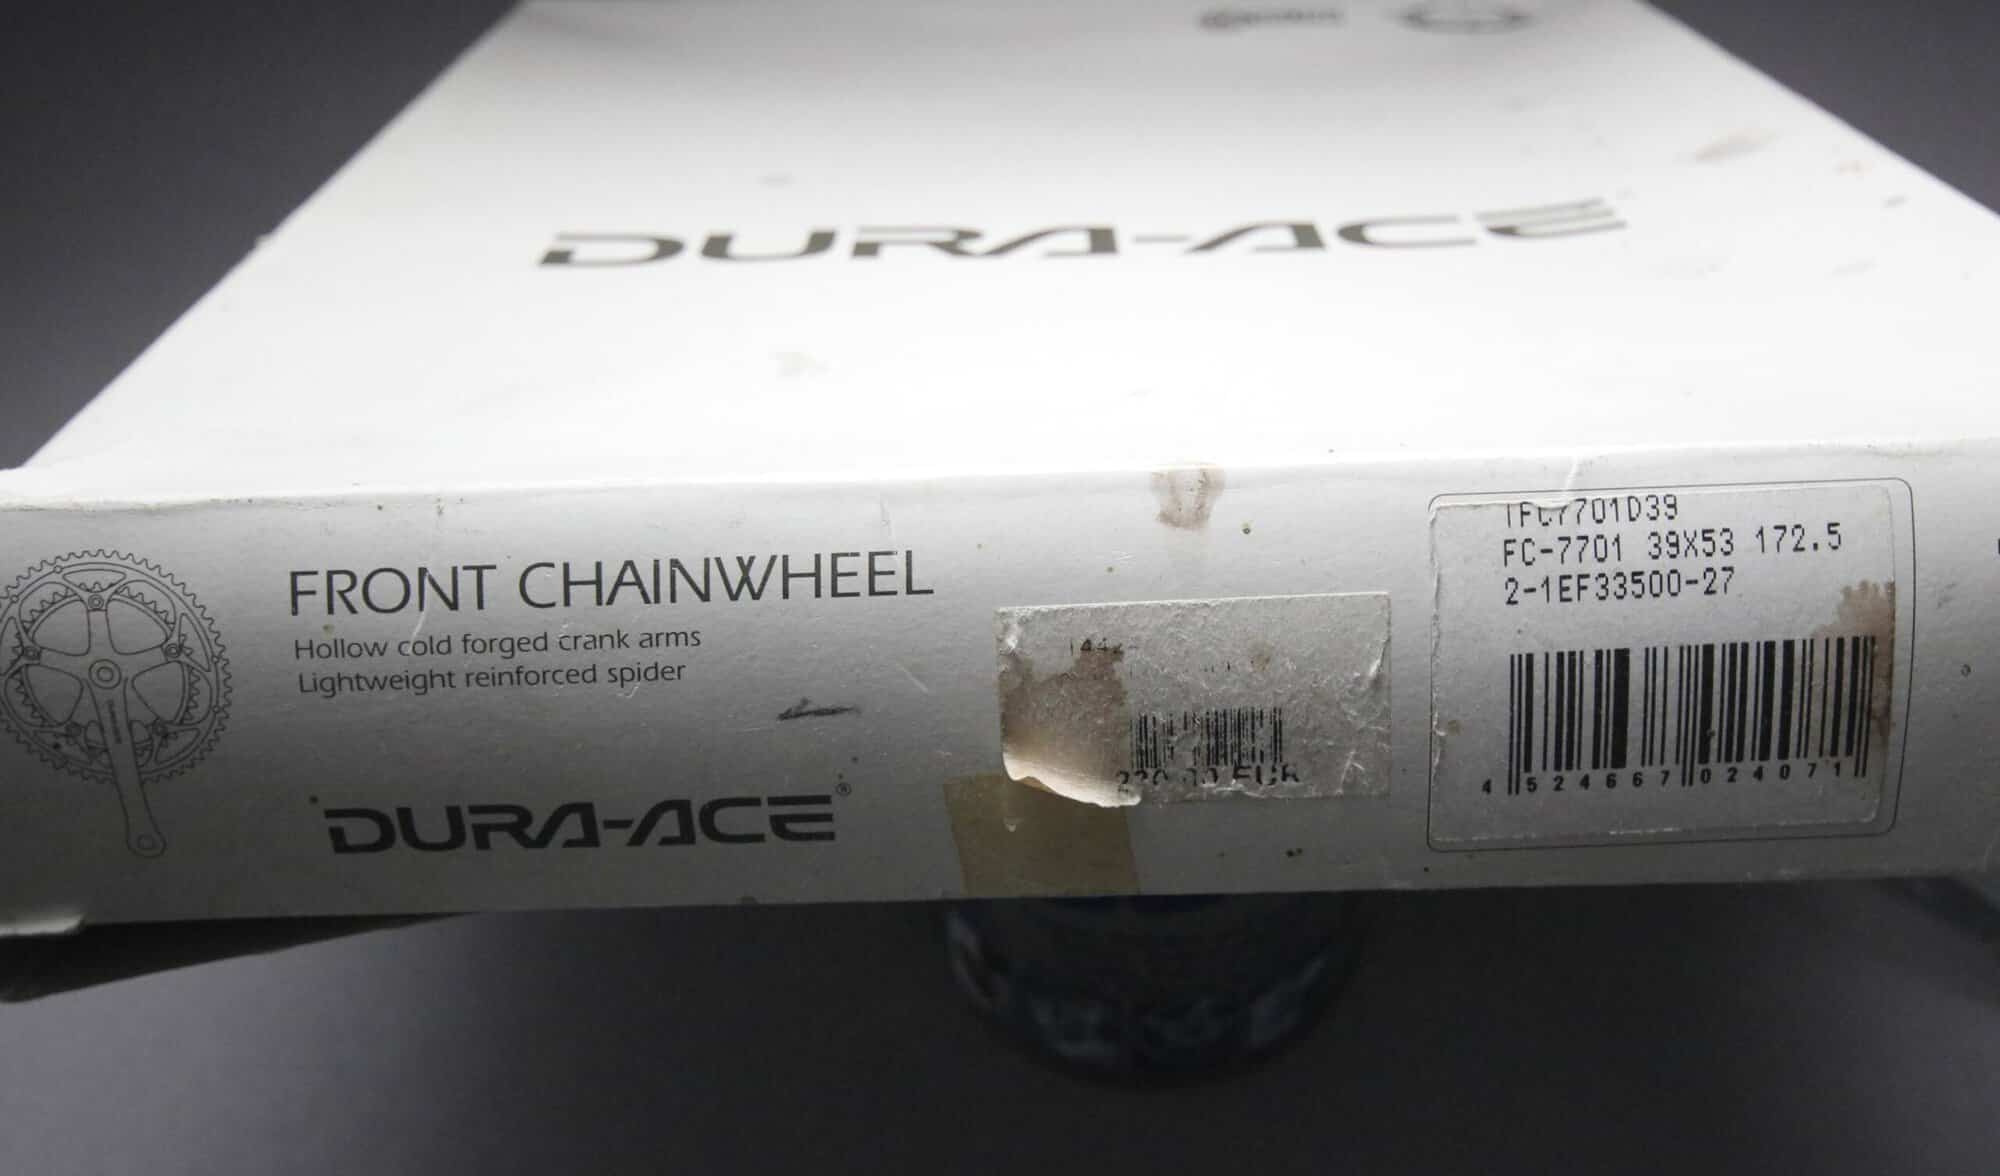 DURA-ACE
FRONT CHAINWHEEL
Hollow cold forged crank arms
Lightweight reinforced spider
DURA-ACE®
EUR
FC-7701 39X53 172.5
2-1EF33500-27
4 524667 024071